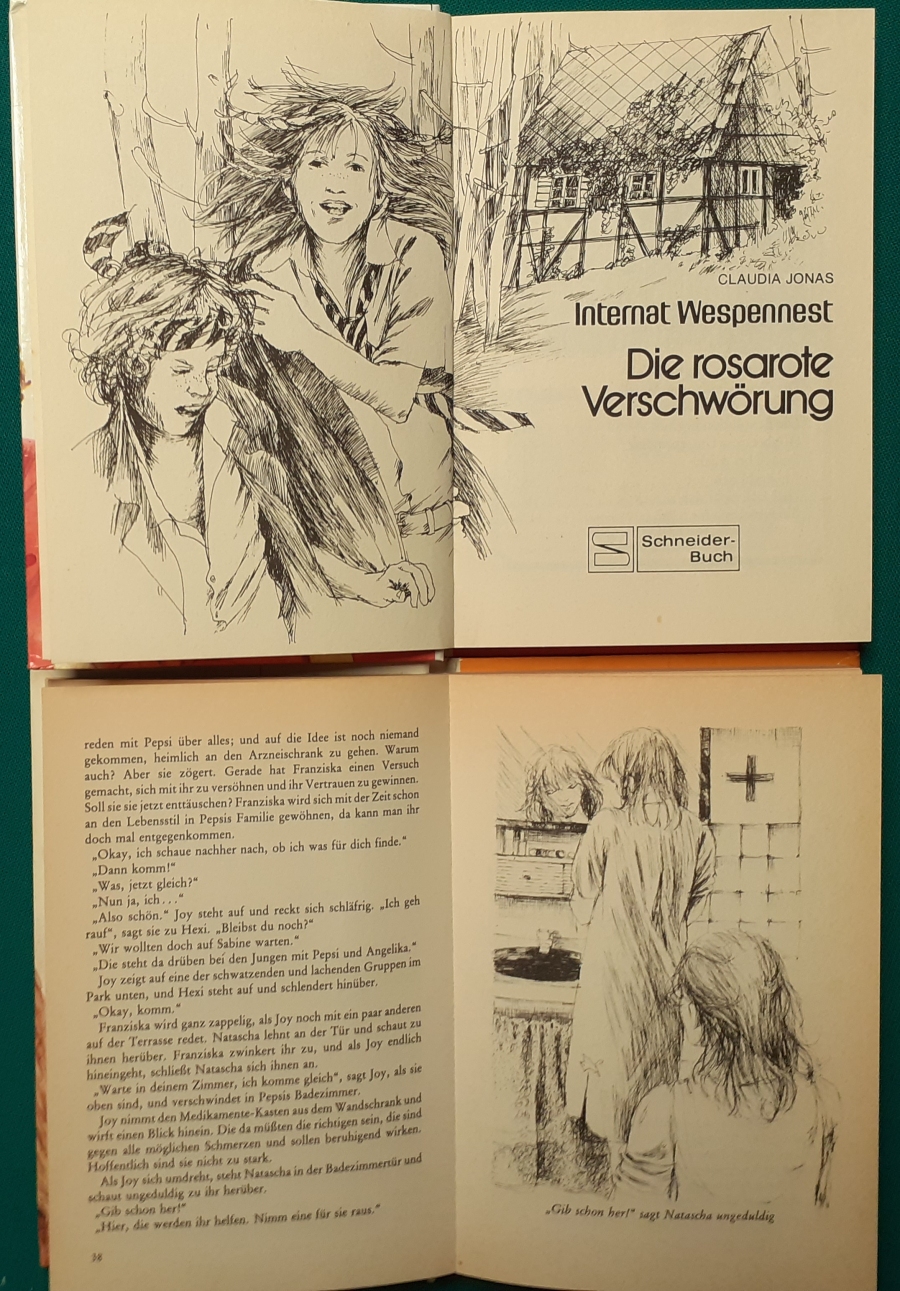 CLAUDIA JONAS
Internat Wespennest
Die rosarote
Verschwörung
Schneider-
Buch
reden mit Pepsi über alles; und auf die Idee ist noch niemand
gekommen, heimlich an den Arzneischrank zu gehen. Warum
auch? Aber sie zögert. Gerade hat Franziska einen Versuch
gemacht, sich mit ihr zu versöhnen und ihr Vertrauen zu gewinnen.
Soll sie sie jetzt enttäuschen? Franziska wird sich mit der Zeit schon
an den Lebensstil in Pepsis Familie gewöhnen, da kann man ihr
doch mal entgegenkommen.
„Okay, ich schaue nachher nach, ob ich was für dich finde.“
„Dann komm!“
„Was, jetzt gleich?“
„Nun ja, ich . . .“
„Also schön.“ Joy steht auf und reckt sich schläfrig. „Ich geh
rauf“, sagt sie zu Hexi. „Bleibst du noch?“
„Wir wollten doch auf Sabine warten.“
„Die steht da drüben bei den Jungen mit Pepsi und Angelika.“
Joy zeigt auf eine der schwatzenden und lachenden Gruppen im
Park unten, und Hexi steht auf und schlendert hinüber.
„Okay, komm.“
Franziska wird ganz zappelig, als Joy noch mit ein paar anderen
auf der Terrasse redet. Natascha lehnt an der Tür und schaut zu
ihnen herüber. Franziska zwinkert ihr zu, und als Joy endlich
hineingeht, schließt Natascha sich ihnen an.
„Warte in deinem Zimmer, ich komme gleich“, sagt Joy, als sie
oben sind, und verschwindet in Pepsis Badezimmer.
Joy nimmt den Medikamente-Kasten aus dem Wandschrank und
wirft einen Blick hinein. Die da müßten die richtigen sein, die sind
gegen alle möglichen Schmerzen und sollen beruhigend wirken.
Hoffentlich sind sie nicht zu stark.
Als Joy sich umdreht, steht Natascha in der Badezimmertür und
schaut ungeduldig zu ihr herüber.
„Gib schon her!“
„Hier, die werden ihr helfen. Nimm eine für sie raus.“
38
„Gib schon her!“ sagt Natascha ungeduldig